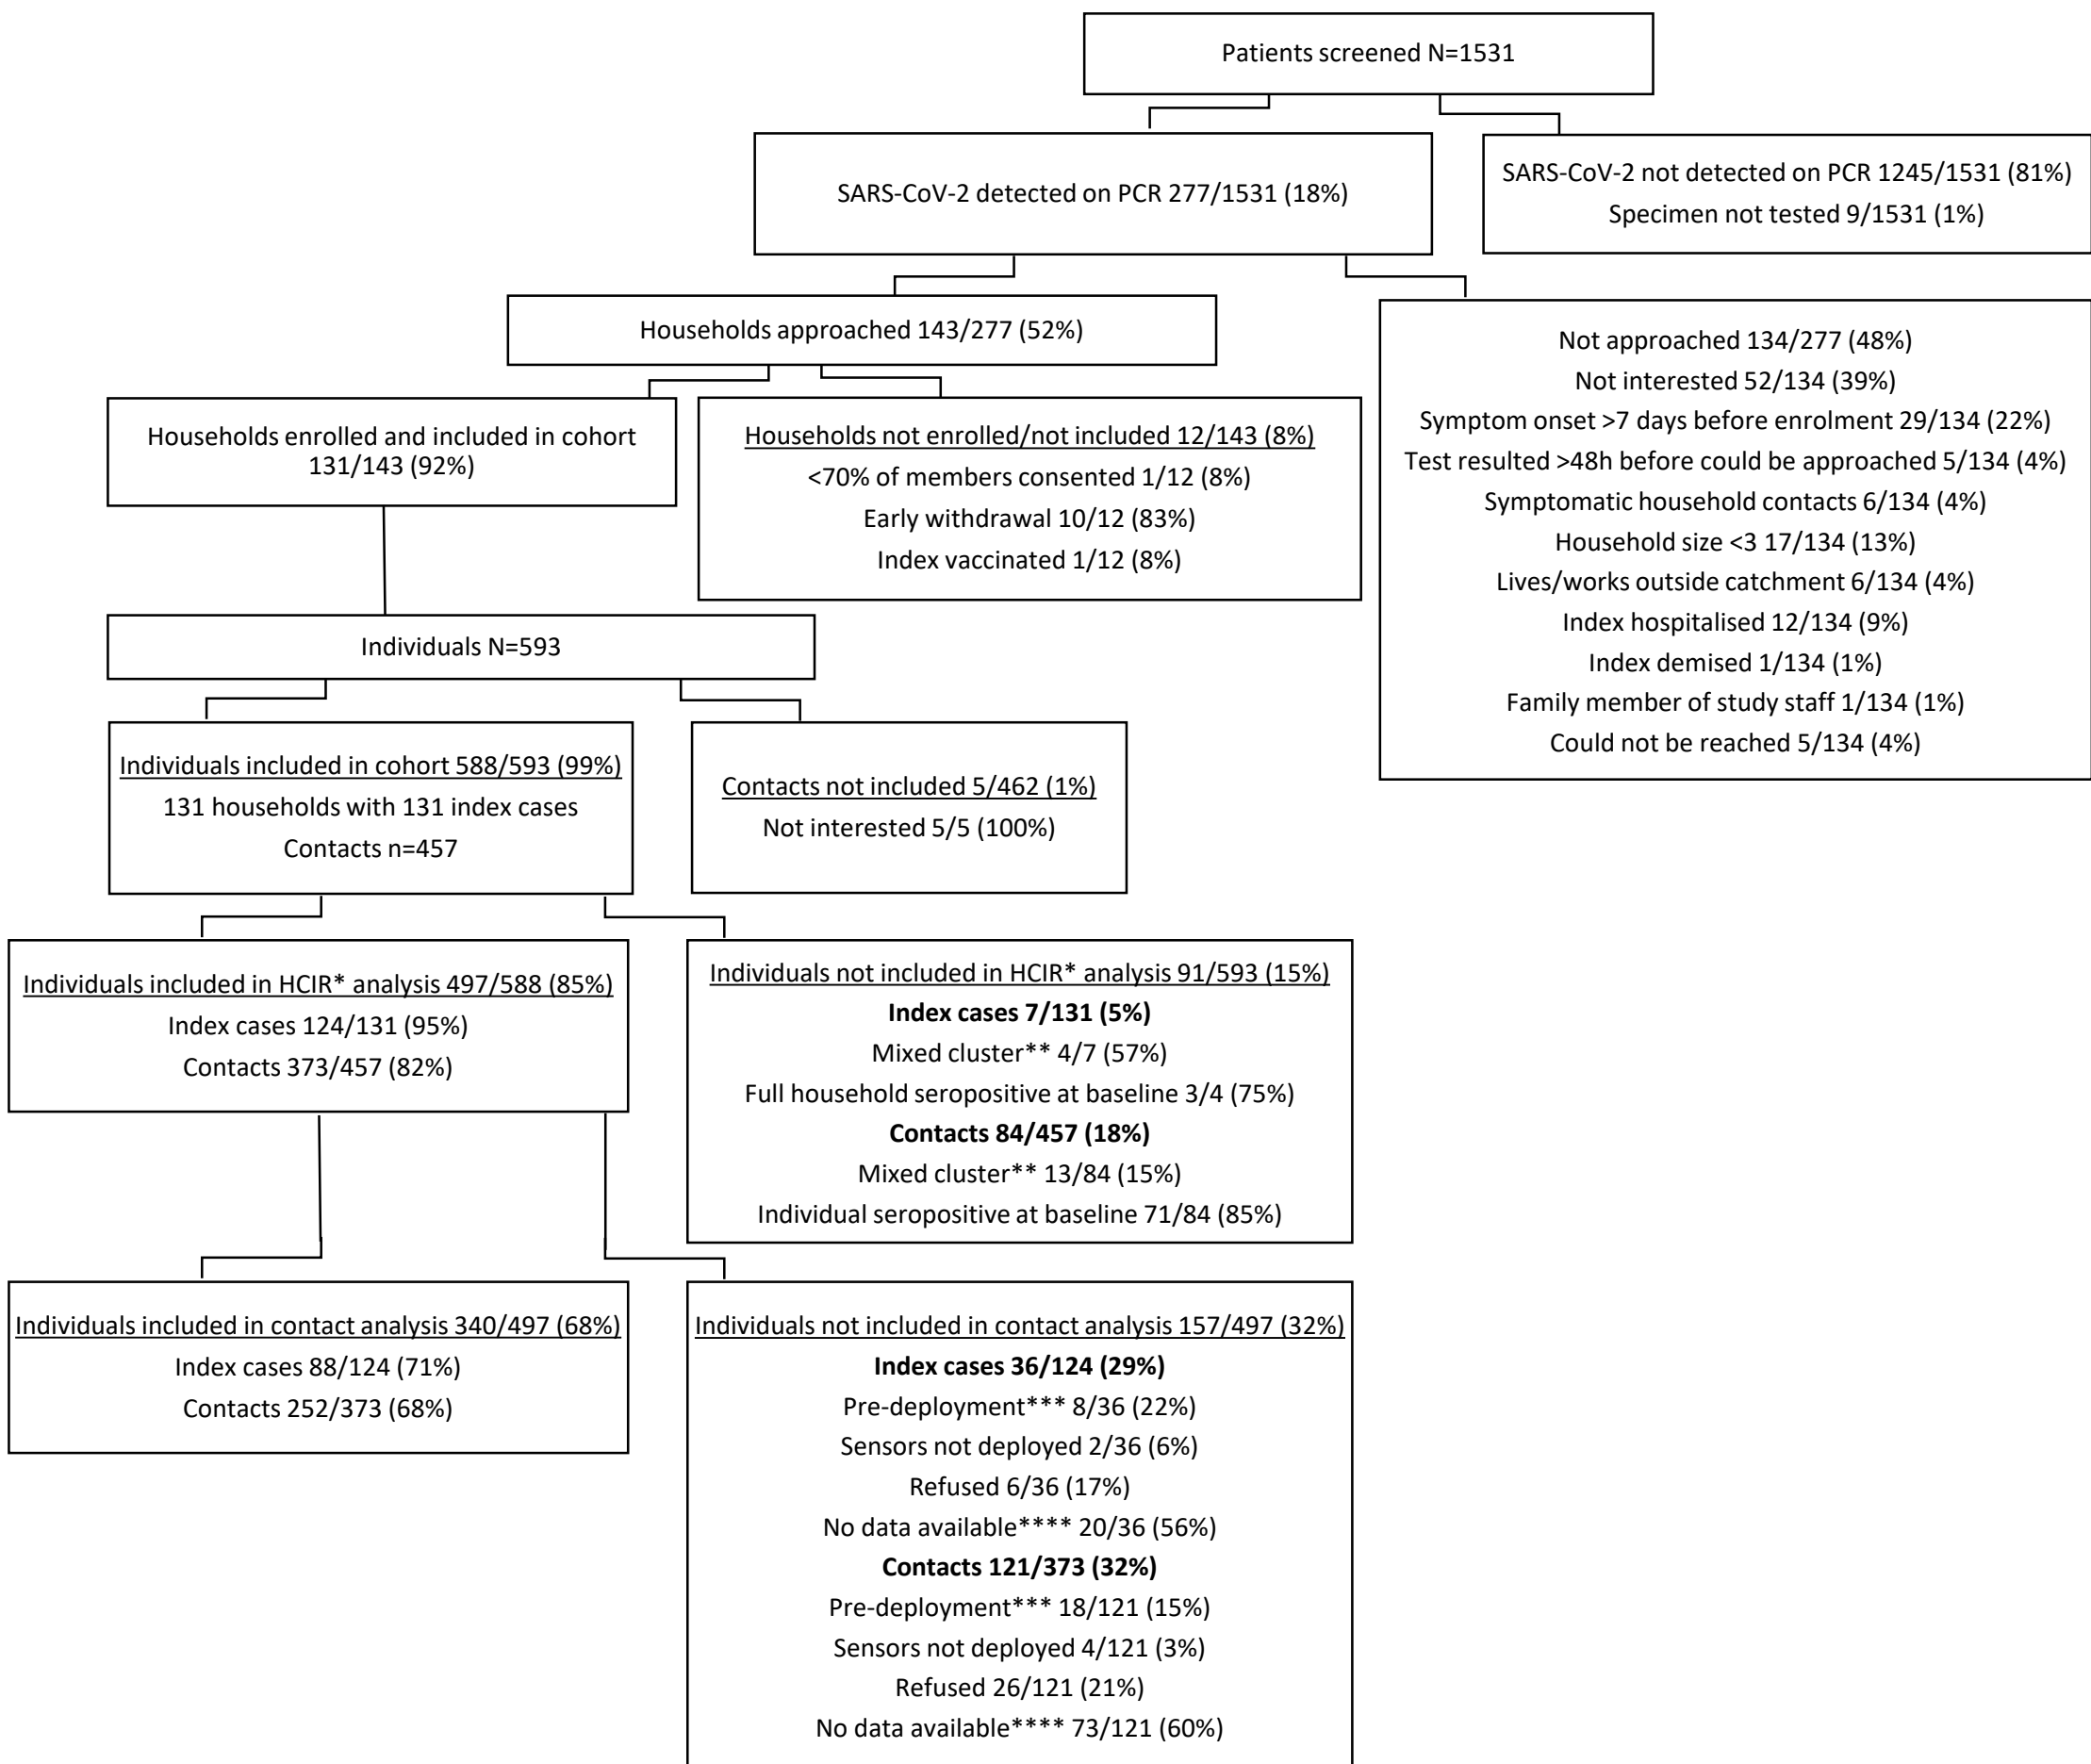 Patients screened N=1531
SARS-CoV-2 detected on PCR 277/1531 (18%)
SARS-CoV-2 not detected on PCR 1245/1531 (81%)
Specimen not tested 9/1531 (1%)
Households approached 143/277 (52%)
Not approached 134/277 (48%)
Not interested 52/134 (39%)
Symptom onset >7 days before enrolment 29/134 (22%)
Test resulted >48h before could be approached 5/134 (4%)
Symptomatic household contacts 6/134 (4%)
Household size <3 17/134 (13%)
Lives/works outside catchment 6/134 (4%)
Index hospitalised 12/134 (9%)
Index demised 1/134 (1%)
Family member of study staff 1/134 (1%)
Could not be reached 5/134 (4%)
Households enrolled and included in cohort
131/143 (92%)
Households not enrolled/not included 12/143 (8%)
<70% of members consented 1/12 (8%)
Early withdrawal 10/12 (83%)
Index vaccinated 1/12 (8%)
Individuals N=593
Individuals included in cohort 588/593 (99%)
131 households with 131 index cases
Contacts n=457
Contacts not included 5/462 (1%)
Not interested 5/5 (100%)
Individuals included in HCIR* analysis 497/588 (85%)
Index cases 124/131 (95%)
Contacts 373/457 (82%)
Individuals not included in HCIR* analysis 91/593 (15%)
Index cases 7/131 (5%)
Mixed cluster** 4/7 (57%)
Full household seropositive at baseline 3/4 (75%)
Contacts 84/457 (18%)
Mixed cluster** 13/84 (15%)
Individual seropositive at baseline 71/84 (85%)
Individuals included in contact analysis 340/497 (68%)
Index cases 88/124 (71%)
Contacts 252/373 (68%)
Individuals not included in contact analysis 157/497 (32%)
Index cases 36/124 (29%)
Pre-deployment*** 8/36 (22%)
Sensors not deployed 2/36 (6%)
Refused 6/36 (17%)
No data available**** 20/36 (56%)
Contacts 121/373 (32%)
Pre-deployment*** 18/121 (15%)
Sensors not deployed 4/121 (3%)
Refused 26/121 (21%)
No data available**** 73/121 (60%)